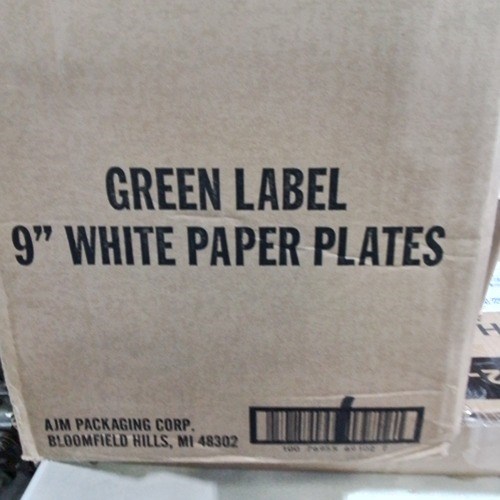 GREEN LABEL
9” WHITE PAPER PLATES
AJM PACKAGING CORP.
BLOOMFIELD HILLS, MI 48302